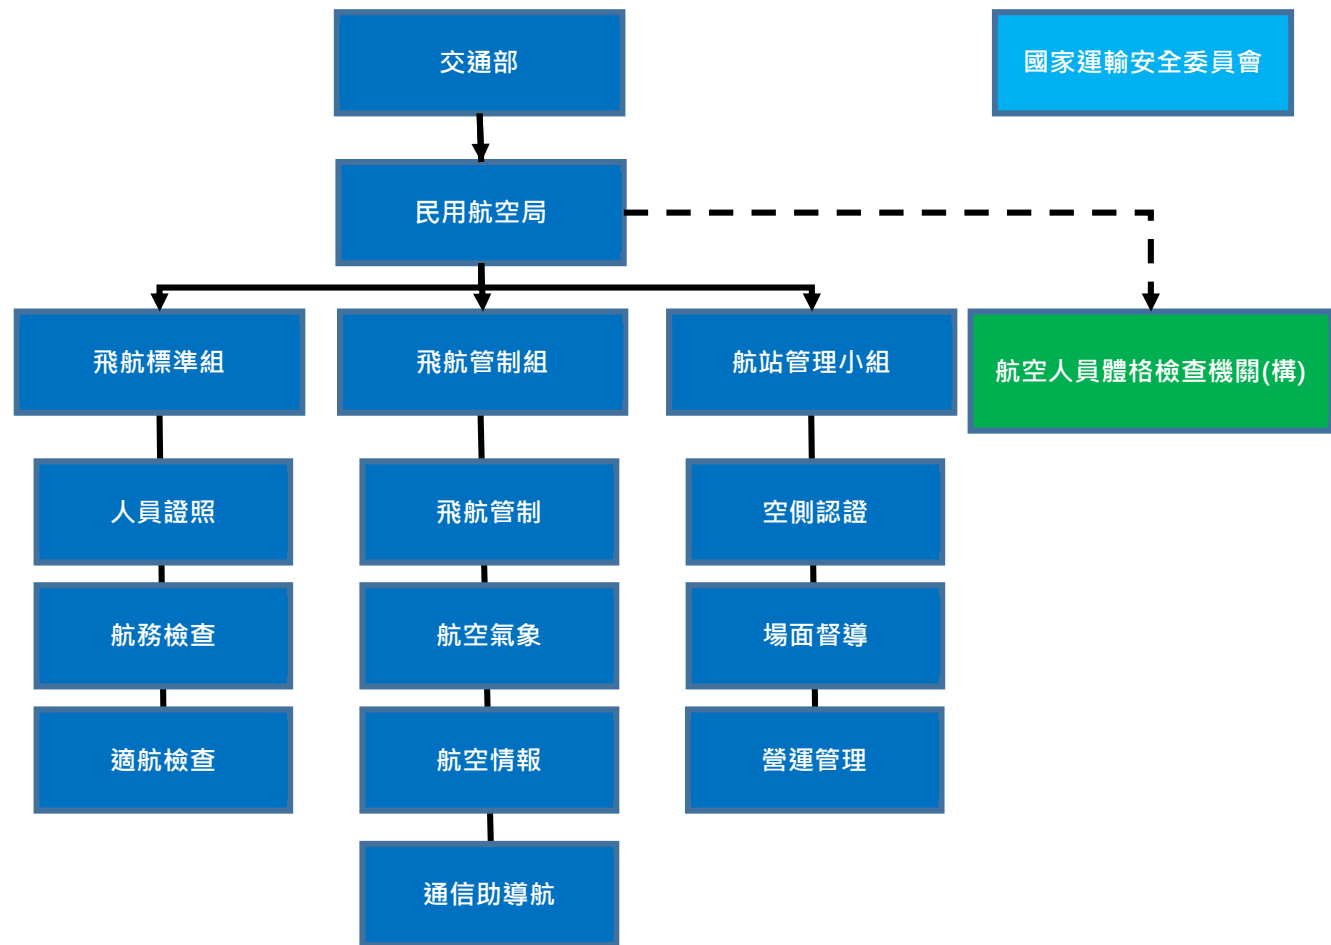 交通部
國家運輸安全委員會
民用航空局
飛航標準組
飛航管制組
航站管理小組
航空人員體格檢查機關(構)
人員證照
飛航管制
空側認證
航務檢查
航空氣象
場面督導
適航檢查
航空情報
營運管理
通信助導航